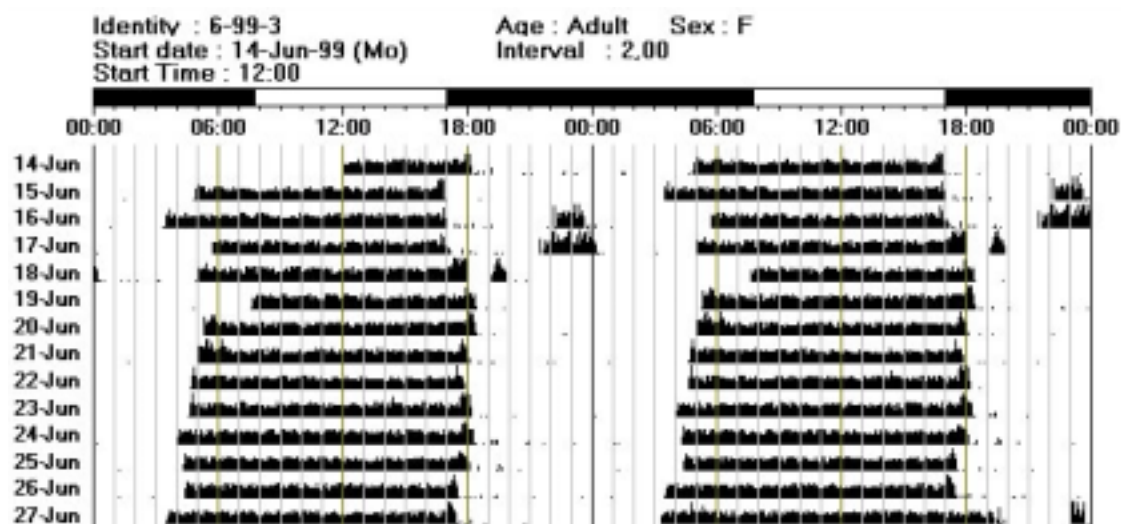 Identity : 6-99-3 Age : Adult Sex : F
Start date : 14-Jun-99 (Mo) Interval : 2,00
Start Time : 12:00
00:00 06:00 12:00 18:00 00:00 06:00 12:00 18:00 00:00
14-Jun
15-Jun
16-Jun
17-Jun
18-Jun
19-Jun
20-Jun
21-Jun
22-Jun
23-Jun
24-Jun
25-Jun
26-Jun
27-Jun